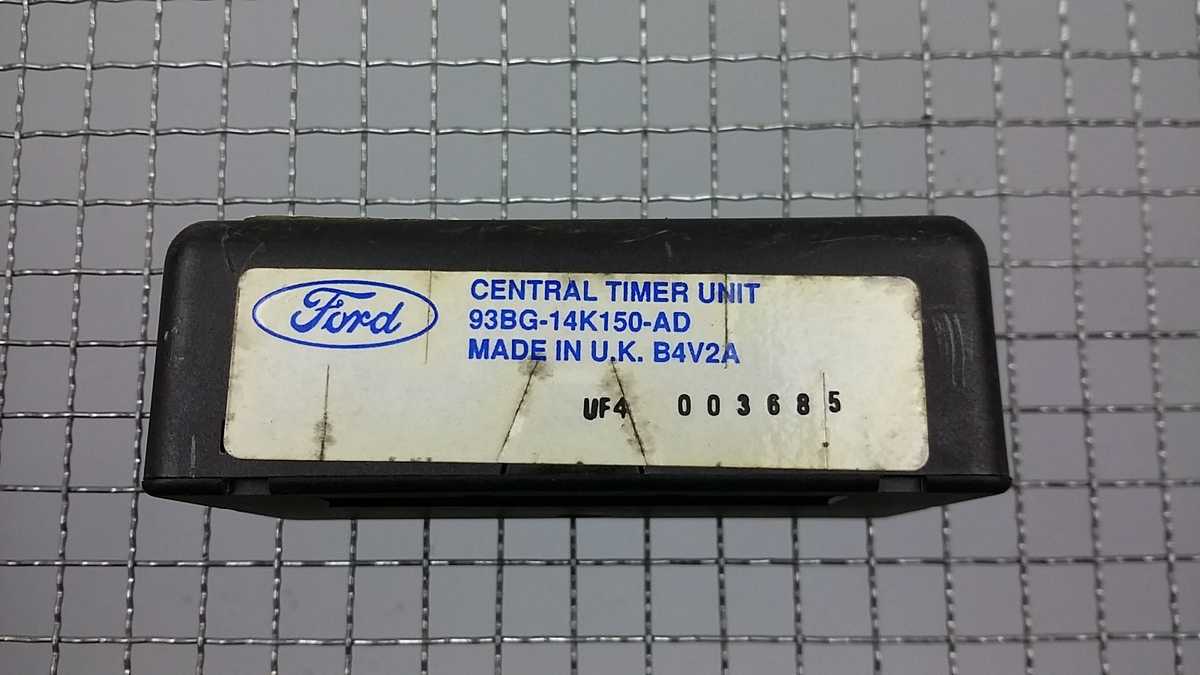 Ford
CENTRAL TIMER UNIT
93BG-14K150-AD
MADE IN U.K. B4V2A
UF4 003685